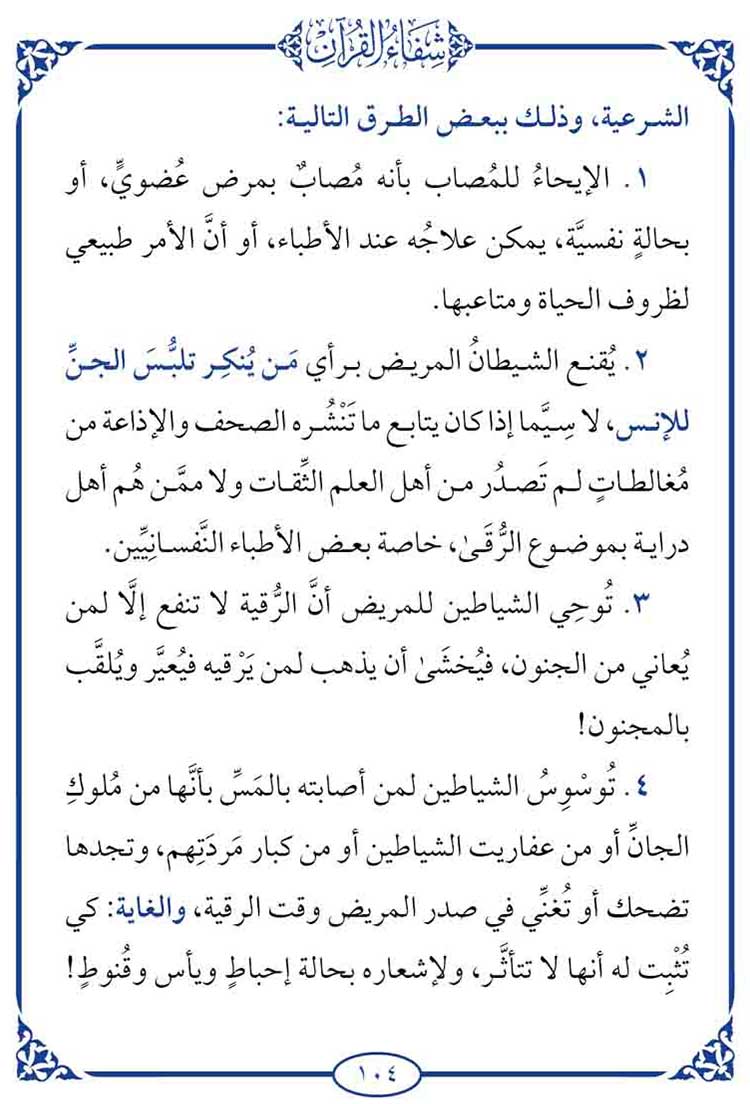 شِفَاءُ القُرْآنِ
الشرعية، وذلك ببعض الطرق التالية:
١. الإيحاءُ للمُصاب بأنه مُصابٌ بمرض عُضويٍّ، أو
بحالةٍ نفسيَّة، يمكن علاجُه عند الأطباء، أو أنَّ الأمر طبيعي
لظروف الحياة ومتاعبها.
٢. يُقنع الشيطانُ المريض برأي مَن يُنكِر تلبُّسَ الجنِّ
للإنس، لا سِيَّما إذا كان يتابع ما تَنْشُره الصحف والإذاعة من
مُغالطاتٍ لم تَصدُر من أهل العلم الثِّقات ولا ممَّن هُم أهل
دراية بموضوع الرُّقَىٰ، خاصة بعض الأطباء النَّفسانِيِّين.
٣. تُوحِي الشياطين للمريض أنَّ الرُّقية لا تنفع إلَّا لمن
يُعاني من الجنون، فيُخشَىٰ أن يذهب لمن يَرْقيه فيُعيَّر ويُلقَّب
بالمجنون!
٤. تُوسْوِسُ الشياطين لمن أصابته بالمَسِّ بأنَّها من مُلوكِ
الجانِّ أو من عفاريت الشياطين أو من كبار مَردَتِهم، وتجدها
تضحك أو تُغنِّي في صدر المريض وقت الرقية، والغاية: كي
تُثْبِت له أنها لا تتأثَّر، ولإشعاره بحالة إحباطٍ ويأس وقُنوطٍ!
١٠٤